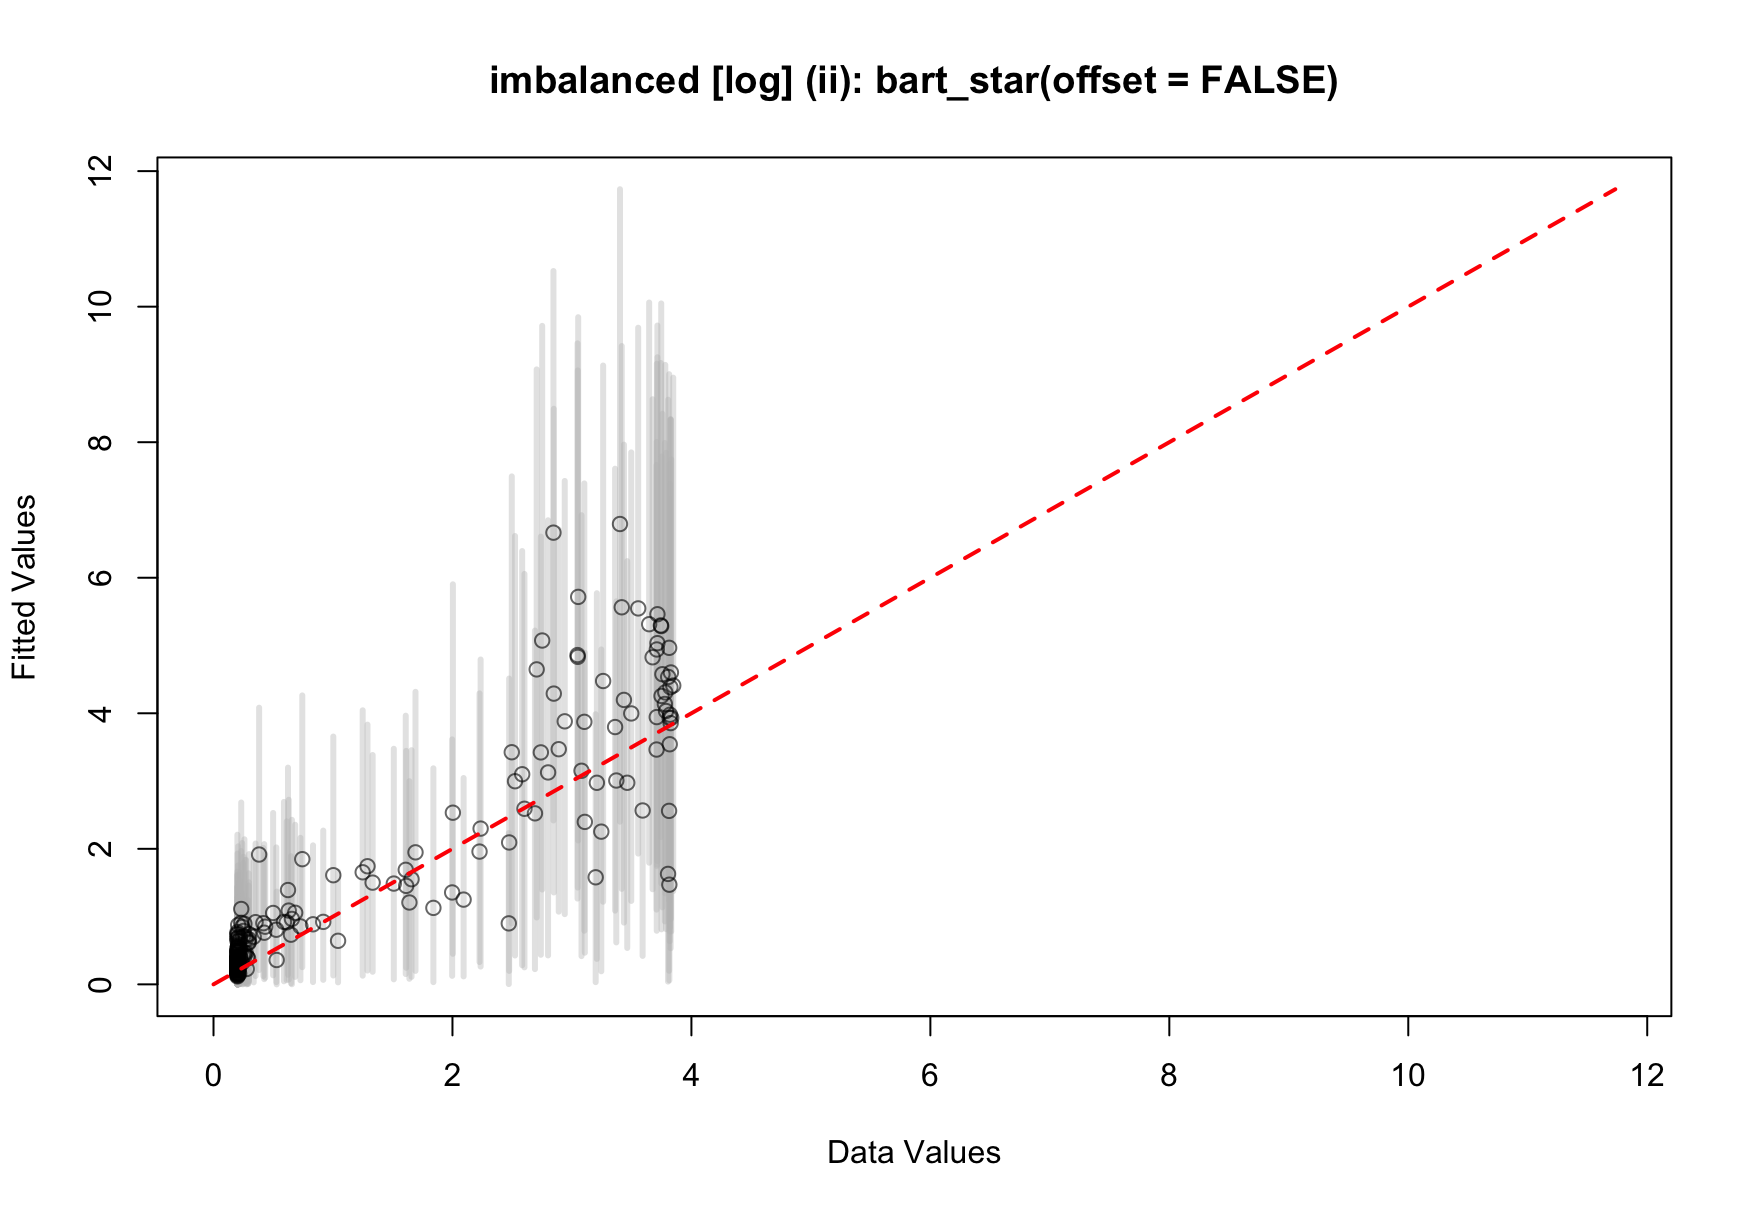 imbalanced [log] (ii): bart_star(offset = FALSE)
Fitted Values
12
10
8
6
4
2
0
0 2 4 6 8 10 12
Data Values